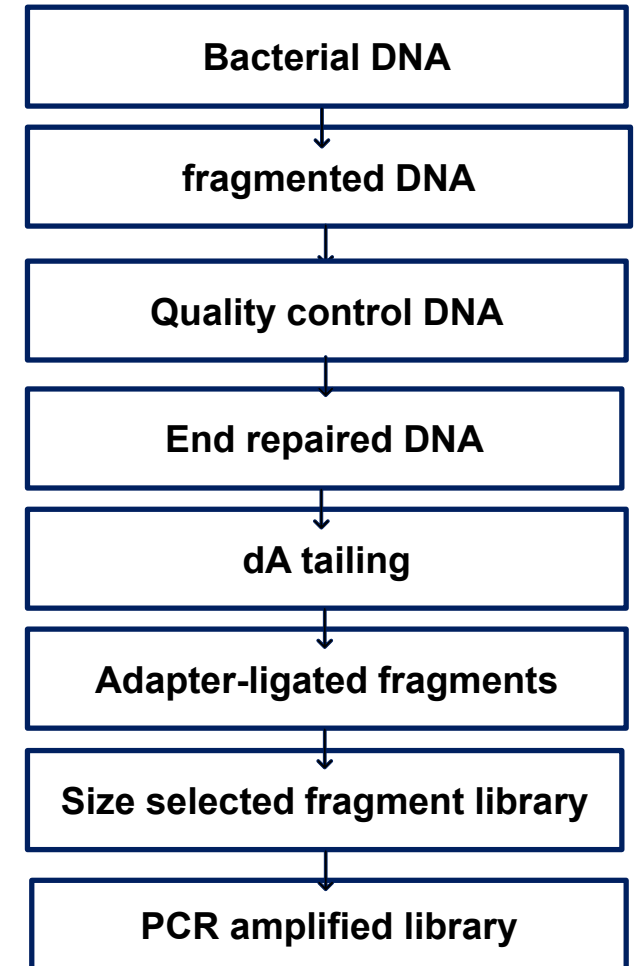 Bacterial DNA
fragmented DNA
Quality control DNA
End repaired DNA
dA tailing
Adapter-ligated fragments
Size selected fragment library
PCR amplified library